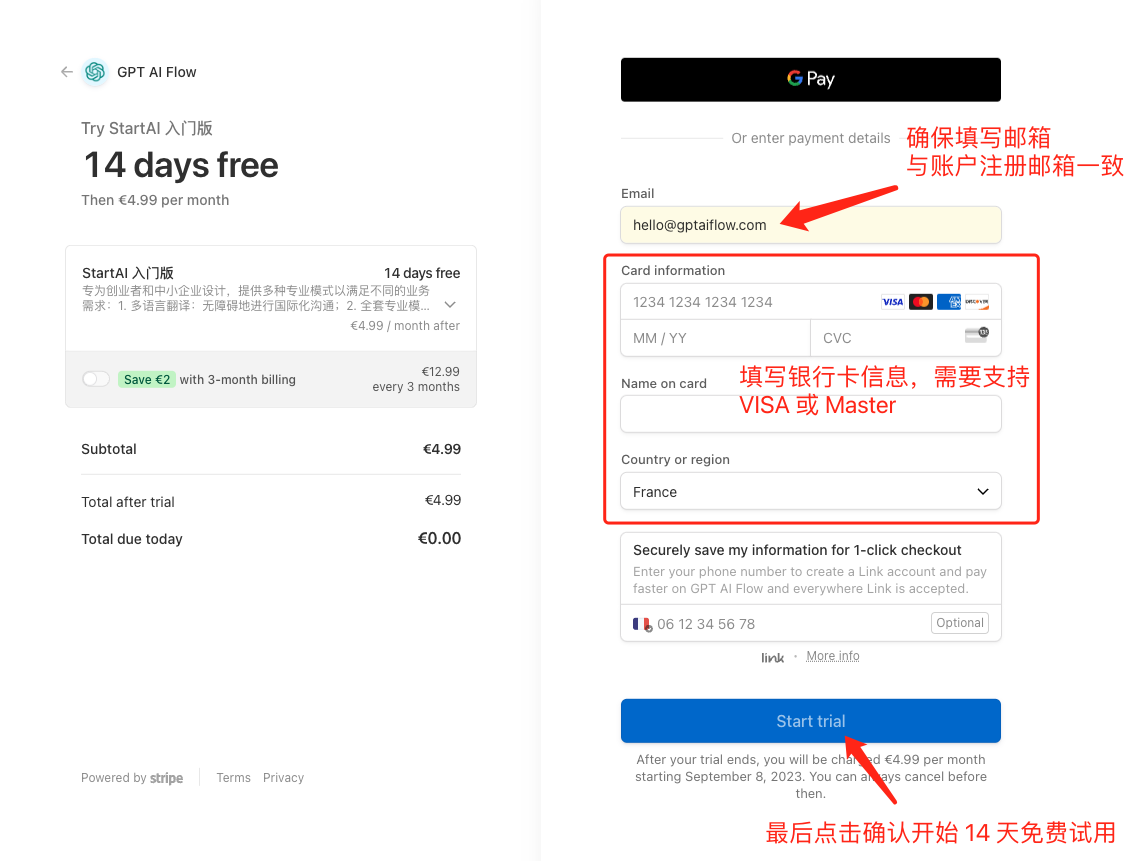 GPT AI Flow
Try StartAI 入门版
14 days free
Then €4.99 per month
StartAI 入门版 14 days free
专为创业者和中小企业设计，提供多种专业模式以满足不同的业务
需求：1. 多语言翻译：无障碍地进行国际化沟通；2. 全套专业模...
€4.99 / month after
Save €2 with 3-month billing
€12.99
every 3 months
Subtotal €4.99
Total after trial €4.99
Total due today €0.00
Powered by stripe
Terms Privacy
G Pay
Or enter payment details
确保填写邮箱
与账户注册邮箱一致
Email
hello@gptaiflow.com
Card information
1234 1234 1234 1234
VISA
DISCOVER
MM / YY
CVC
Name on card
填写银行卡信息，需要支持
VISA 或 Master
Country or region
France
Securely save my information for 1-click checkout
Enter your phone number to create a Link account and pay
faster on GPT AI Flow and everywhere Link is accepted.
06 12 34 56 78
Optional
link · More info
Start trial
After your trial ends, you will be charged €4.99 per month
starting September 8, 2023. You can always cancel before
then.
最后点击确认开始 14 天免费试用